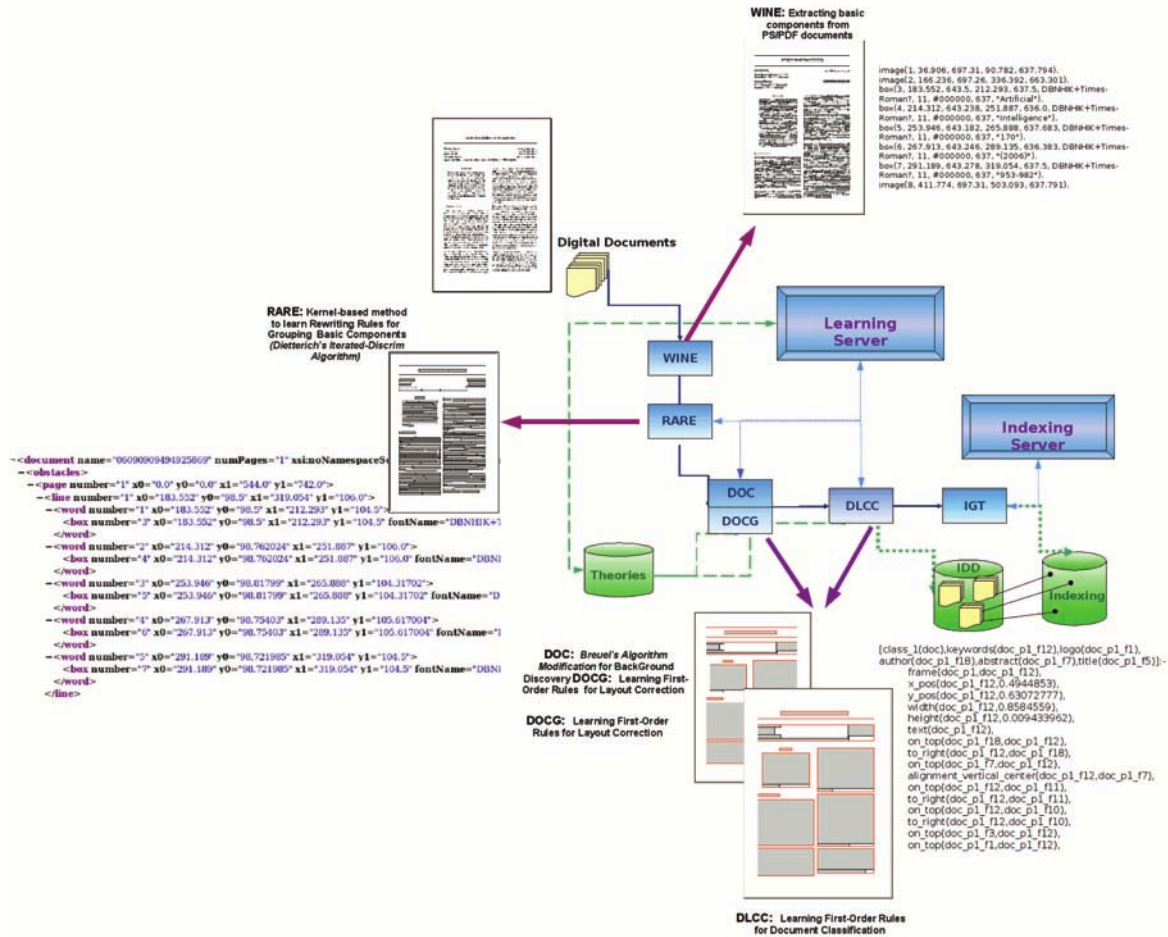 WINE: Extracting basic
components from
PS/PDF documents
image(1, 36.906, 697.31, 90.782, 637.794).
image(2, 166.236, 697.26, 336.392, 663.301).
box(3, 183.552, 643.5, 212.293, 637.5, DBNHIK+Times-
Roman?, 11, #000000, 637, "Artificial").
box(4, 214.312, 643.238, 251.887, 636.0, DBNHIK+Times-
Roman?, 11, #000000, 637, "Intelligence").
box(5, 253.946, 643.182, 265.888, 637.683, DBNHIK+Times-
Roman?, 11, #000000, 637, "170").
box(6, 267.913, 643.246, 289.135, 636.383, DBNHIK+Times-
Roman?, 11, #000000, 637, "(2006)").
box(7, 291.189, 643.278, 319.054, 637.5, DBNHIK+Times-
Roman?, 11, #000000, 637, "953-982").
image(8, 411.774, 697.31, 503.093, 637.791).
Digital Documents
RARE: Kernel-based method
to learn Rewriting Rules for
Grouping Basic Components
(Dietterich's Iterated-Discrim
Algorithm)
Learning
Server
WINE
RARE
Indexing
Server
DOC
DOCG
DLCC
IGT
Theories
IDD
Indexing
-<document name="06090909494925869" numPages="1" xsi:noNamespaceSc
-<obstacles>
-<page number="1" x0="0.0" y0="0.0" x1="544.0" y1="742.0">
-<line number="1" x0="183.552" y0="98.5" x1="319.054" y1="106.0">
-<word number="1" x0="183.552" y0="98.5" x1="212.293" y1="104.5">
<box number="3" x0="183.552" y0="98.5" x1="212.293" y1="104.5" fontName="DBNHIK+T
</word>
-<word number="2" x0="214.312" y0="98.762024" x1="251.887" y1="106.0">
<box number="4" x0="214.312" y0="98.762024" x1="251.887" y1="106.0" fontName="DBN
</word>
-<word number="3" x0="253.946" y0="98.81799" x1="265.888" y1="104.31702">
<box number="5" x0="253.946" y0="98.81799" x1="265.888" y1="104.31702" fontName="D
</word>
-<word number="4" x0="267.913" y0="98.75403" x1="289.135" y1="105.617004">
<box number="6" x0="267.913" y0="98.75403" x1="289.135" y1="105.617004" fontName="
</word>
-<word number="5" x0="291.189" y0="98.721985" x1="319.054" y1="104.5">
<box number="7" x0="291.189" y0="98.721985" x1="319.054" y1="104.5" fontName="DBN
</word>
</line>
DOC: Breuel's Algorithm
Modification for BackGround
Discovery DOCG: Learning First-
Order Rules for Layout Correction
DOCG: Learning First-Order
Rules for Layout Correction
[class_1(doc),keywords(doc_p1_f12),logo(doc_p1_f1),
author(doc_p1_f18),abstract(doc_p1_f7),title(doc_p1_f5)]:-
frame(doc_p1,doc_p1_f12),
x_pos(doc_p1_f12,0.4944853),
y_pos(doc_p1_f12,0.63072777),
width(doc_p1_f12,0.8584559),
height(doc_p1_f12,0.009433962),
text(doc_p1_f12),
on_top(doc_p1_f18,doc_p1_f12),
to_right(doc_p1_f12,doc_p1_f18),
on_top(doc_p1_f7,doc_p1_f12),
alignment_vertical_center(doc_p1_f12,doc_p1_f7),
on_top(doc_p1_f12,doc_p1_f11),
to_right(doc_p1_f12,doc_p1_f11),
on_top(doc_p1_f12,doc_p1_f10),
to_right(doc_p1_f12,doc_p1_f10),
on_top(doc_p1_f3,doc_p1_f12),
on_top(doc_p1_f1,doc_p1_f12),
DLCC: Learning First-Order Rules
for Document Classification